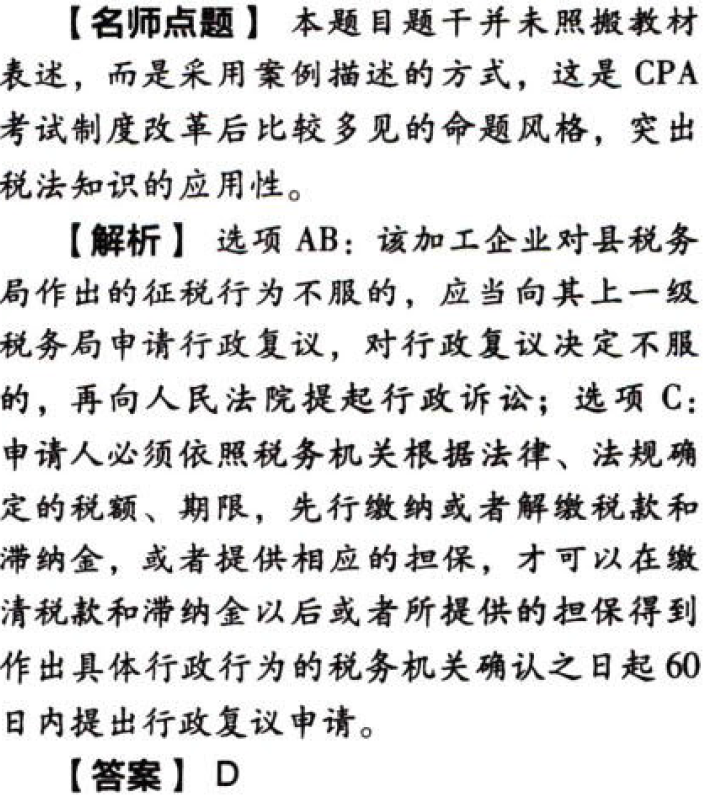 【名师点题】 本题目题干并未照搬教材
表述，而是采用案例描述的方式，这是 CPA
考试制度改革后比较多见的命题风格，突出
税法知识的应用性。
【解析】 选项 AB：该加工企业对县税务
局作出的征税行为不服的，应当向其上一级
税务局申请行政复议，对行政复议决定不服
的，再向人民法院提起行政诉讼；选项 C：
申请人必须依照税务机关根据法律、法规确
定的税额、期限，先行缴纳或者解缴税款和
滞纳金，或者提供相应的担保，才可以在缴
清税款和滞纳金以后或者所提供的担保得到
作出具体行政行为的税务机关确认之日起 60
日内提出行政复议申请。
【答案】 D